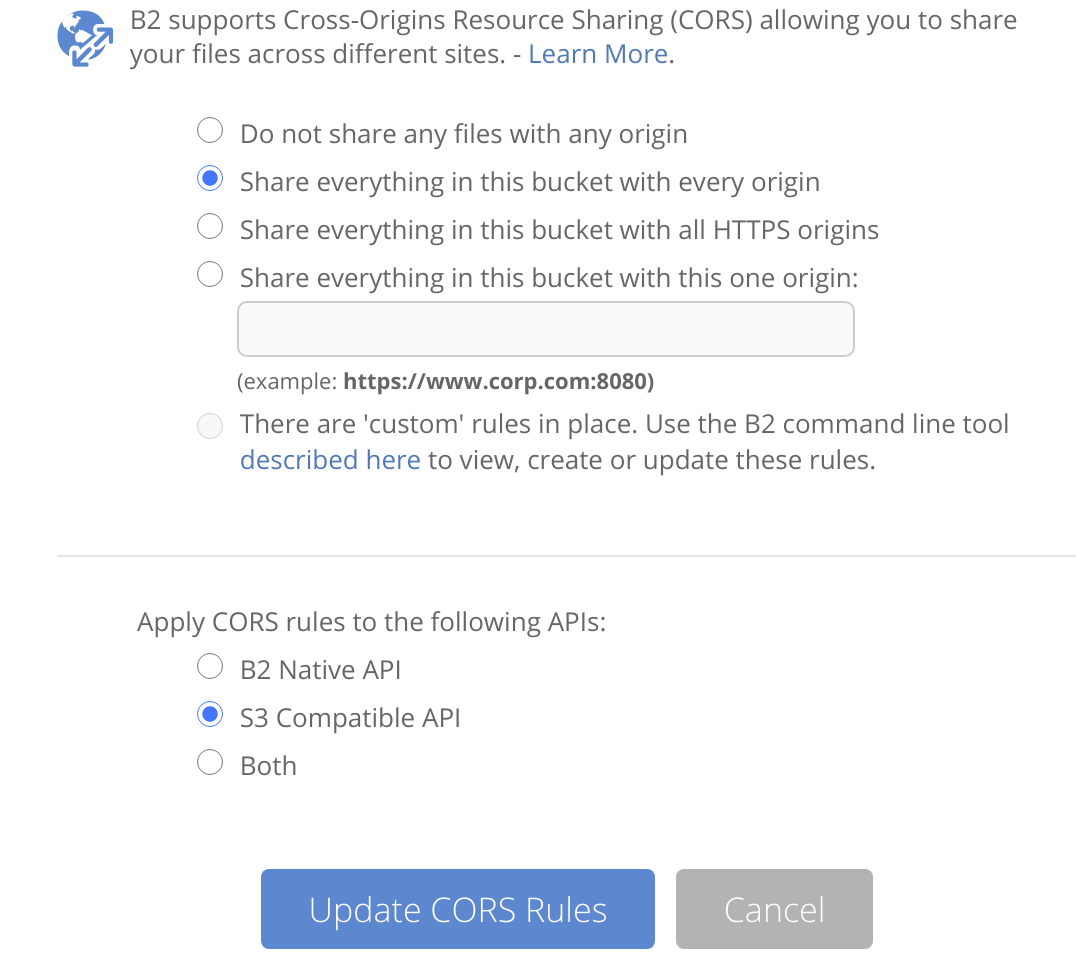 B2 supports Cross-Origins Resource Sharing (CORS) allowing you to share
your files across different sites. - Learn More.
Do not share any files with any origin
Share everything in this bucket with every origin
Share everything in this bucket with all HTTPS origins
Share everything in this bucket with this one origin:
(example: https://www.corp.com:8080)
There are 'custom' rules in place. Use the B2 command line tool
described here to view, create or update these rules.
Apply CORS rules to the following APIs:
B2 Native API
S3 Compatible API
Both
Update CORS Rules
Cancel